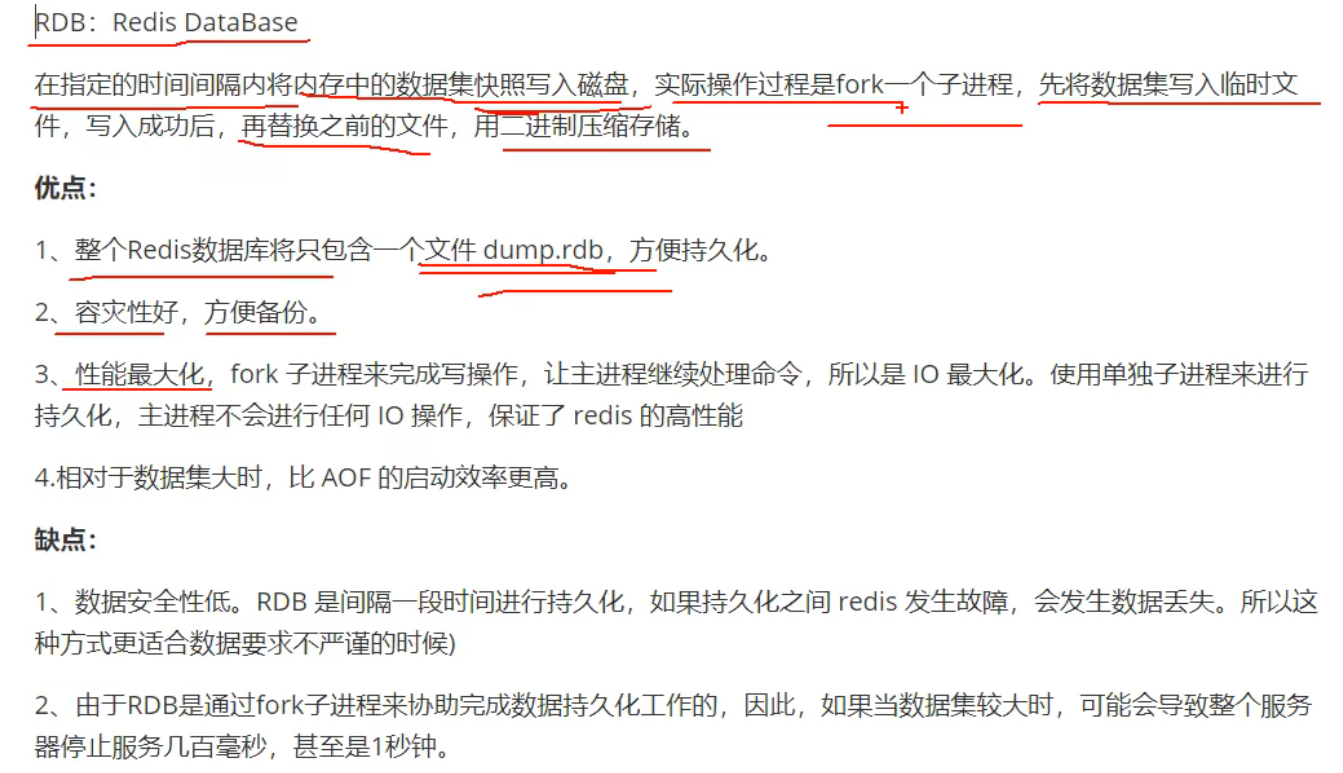 RDB：Redis DataBase
在指定的时间间隔内将内存中的数据集快照写入磁盘，实际操作过程是fork一个子进程，先将数据集写入临时文
件，写入成功后，再替换之前的文件，用二进制压缩存储。
优点：
1、整个Redis数据库将只包含一个文件 dump.rdb，方便持久化。
2、容灾性好，方便备份。
3、性能最大化，fork 子进程来完成写操作，让主进程继续处理命令，所以是 IO 最大化。使用单独子进程来进行
持久化，主进程不会进行任何 IO 操作，保证了 redis 的高性能
4.相对于数据集大时，比 AOF 的启动效率更高。
缺点：
1、数据安全性低。RDB 是间隔一段时间进行持久化，如果持久化之间 redis 发生故障，会发生数据丢失。所以这
种方式更适合数据要求不严谨的时候)
2、由于RDB是通过fork子进程来协助完成数据持久化工作的，因此，如果当数据集较大时，可能会导致整个服务
器停止服务几百毫秒，甚至是1秒钟。